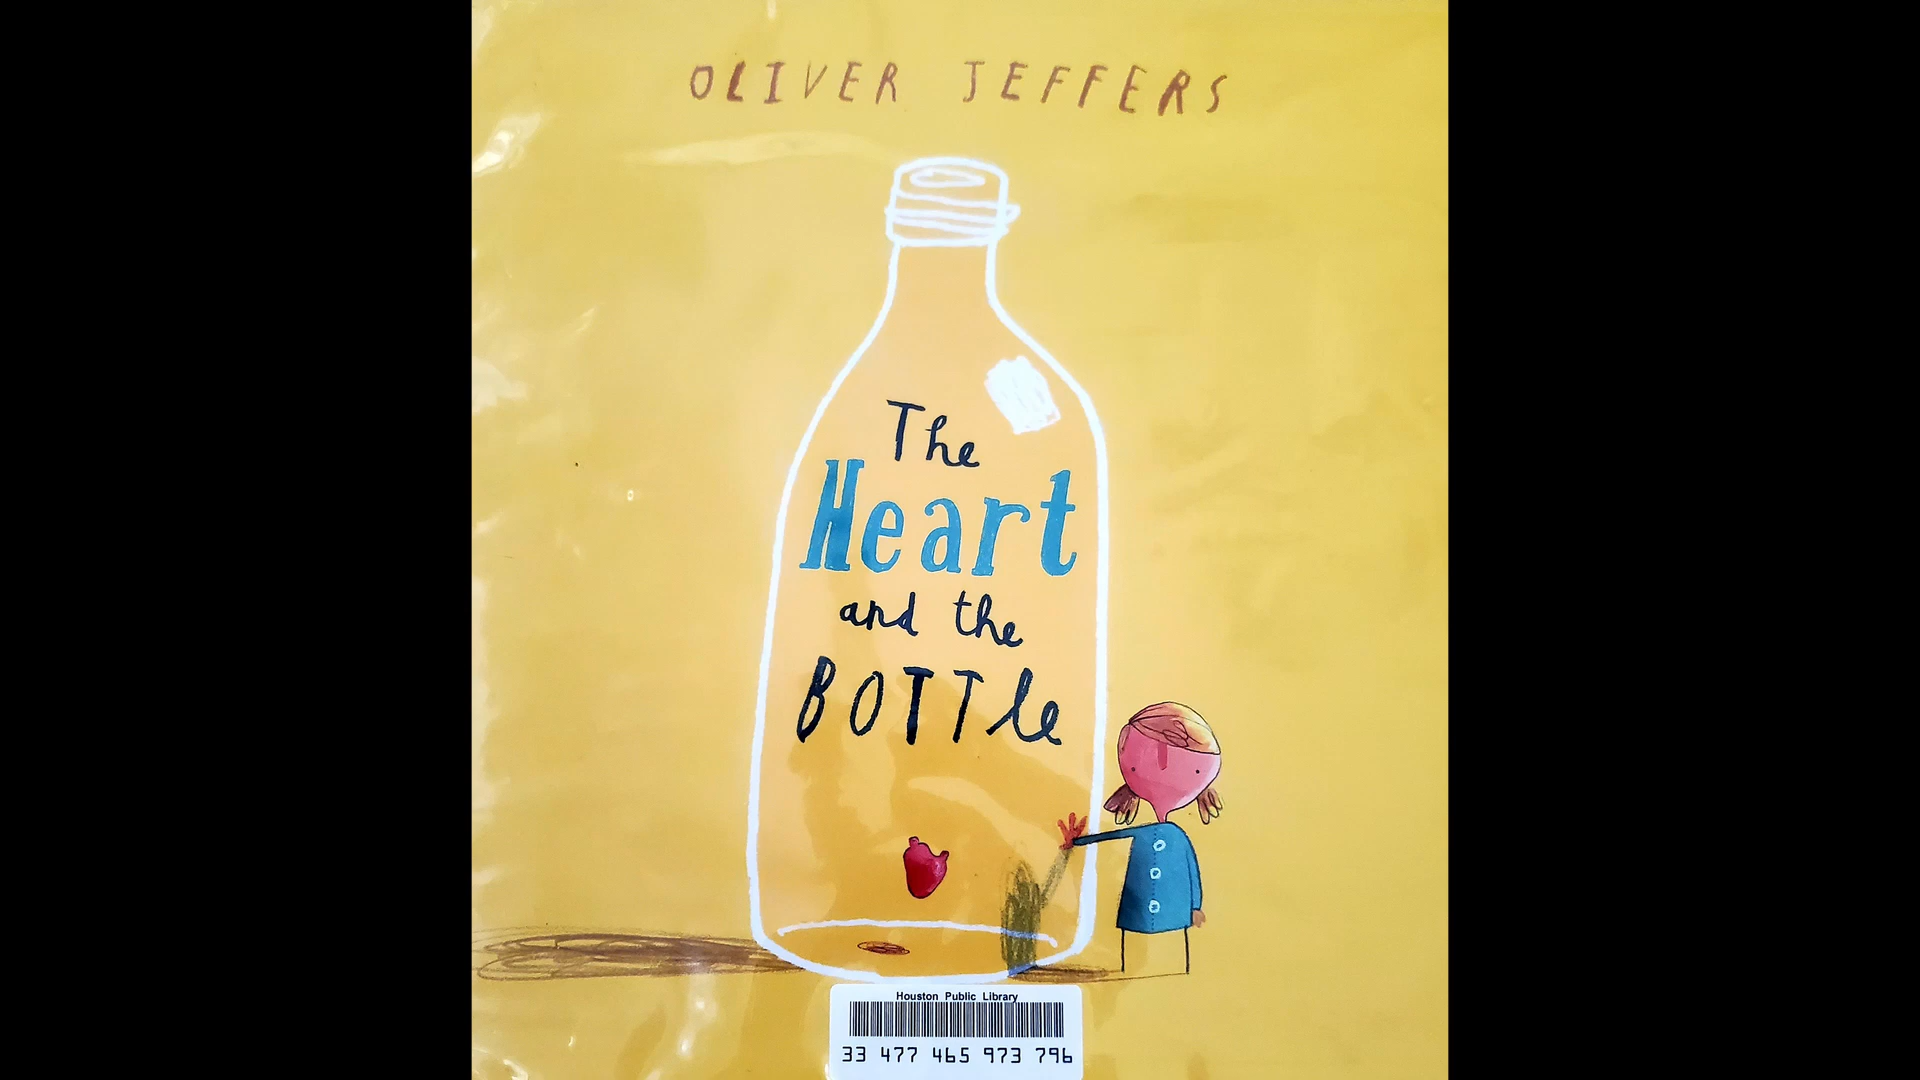 OLIVER JEFFERS
The
Heart
and the
BOTTle
Houston Public Library
33 477 465 973 796